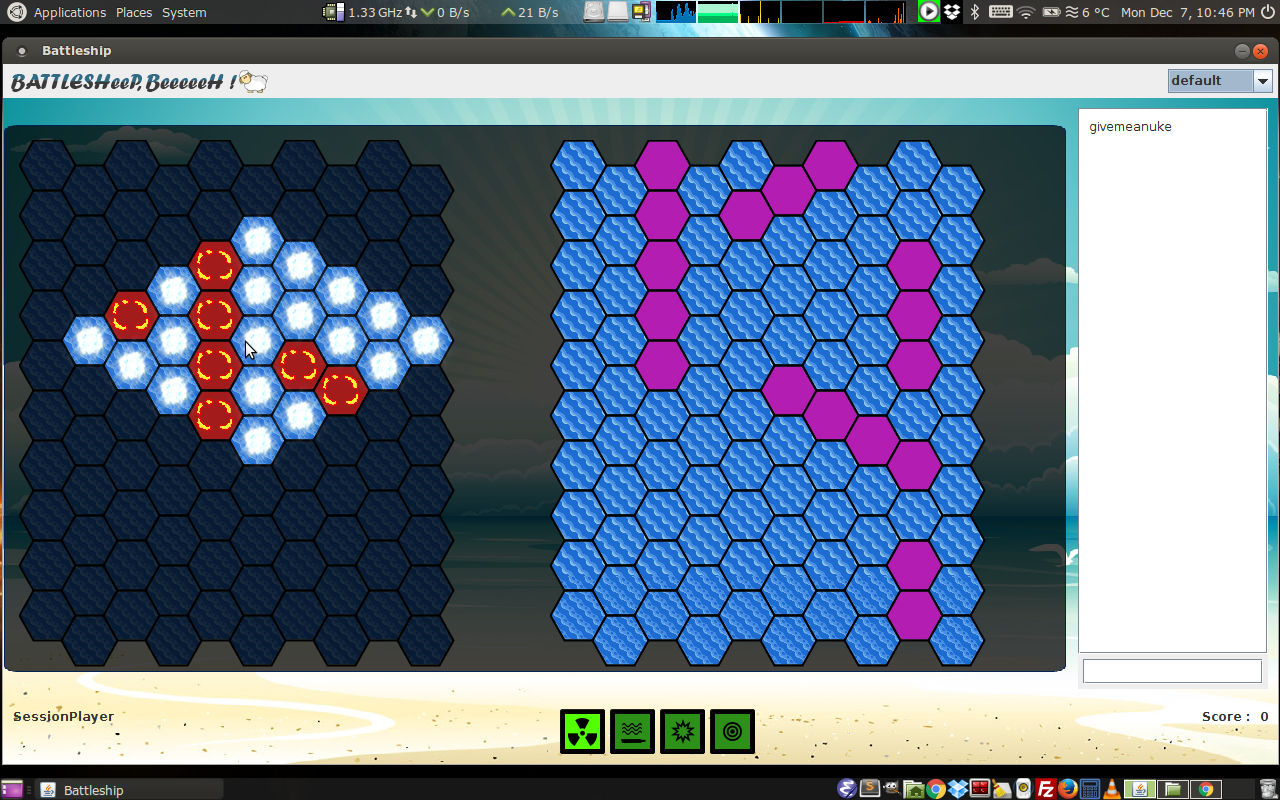 Applications Places System 1.33 GHz 0 B/s 21 B/s 6 °C Mon Dec 7, 10:46 PM
Battleship
BATTLESHeeP, BeeeeeH !
default
givemeanuke
SessionPlayer
Score : 0
Battleship